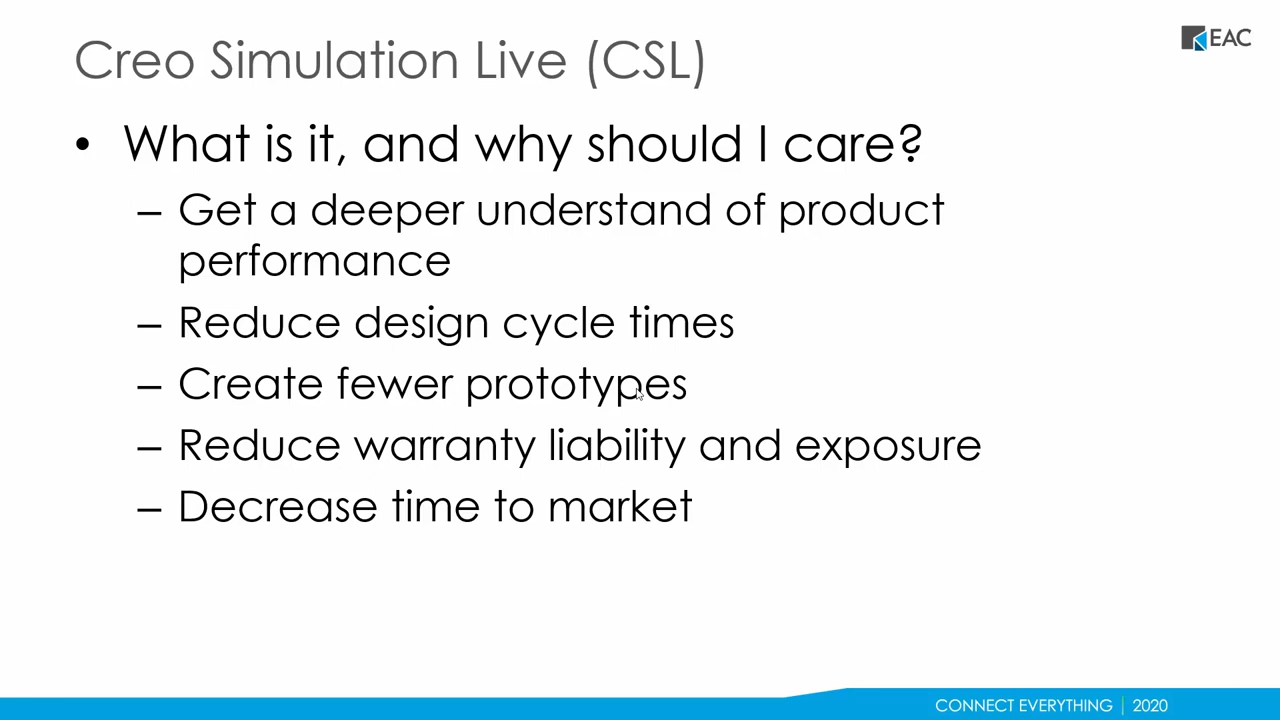 Creo Simulation Live (CSL)
EAC
• What is it, and why should I care?
– Get a deeper understand of product
performance
– Reduce design cycle times
– Create fewer prototypes
– Reduce warranty liability and exposure
– Decrease time to market
CONNECT EVERYTHING | 2020